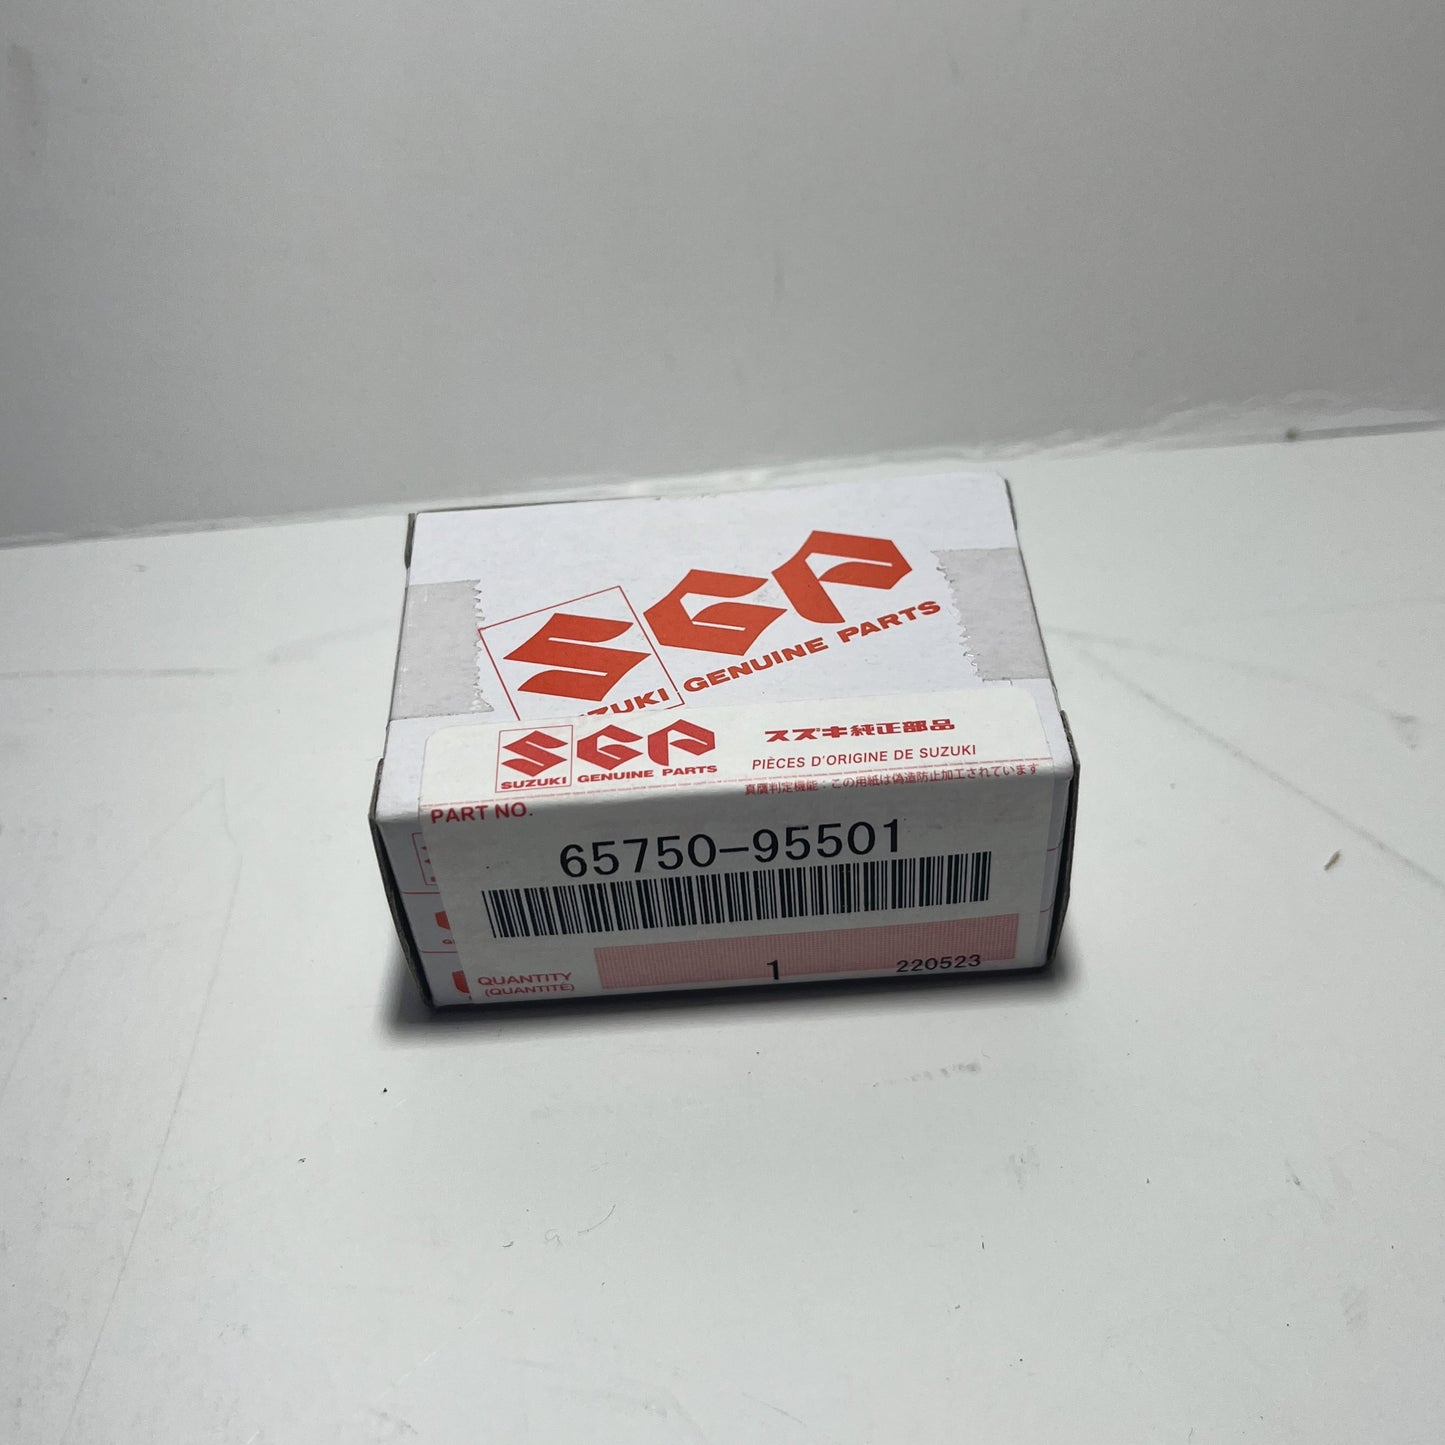 SGP
GENUINE PARTS
SUZUKI
SGP
SUZUKI GENUINE PARTS
スズキ純正部品
PIÈCES D'ORIGINE DE SUZUKI
真贋判定機能：この用紙は偽造防止加工されています
PART NO.
65750-95501
QUANTITY
(QUANTITÉ)
1
220523